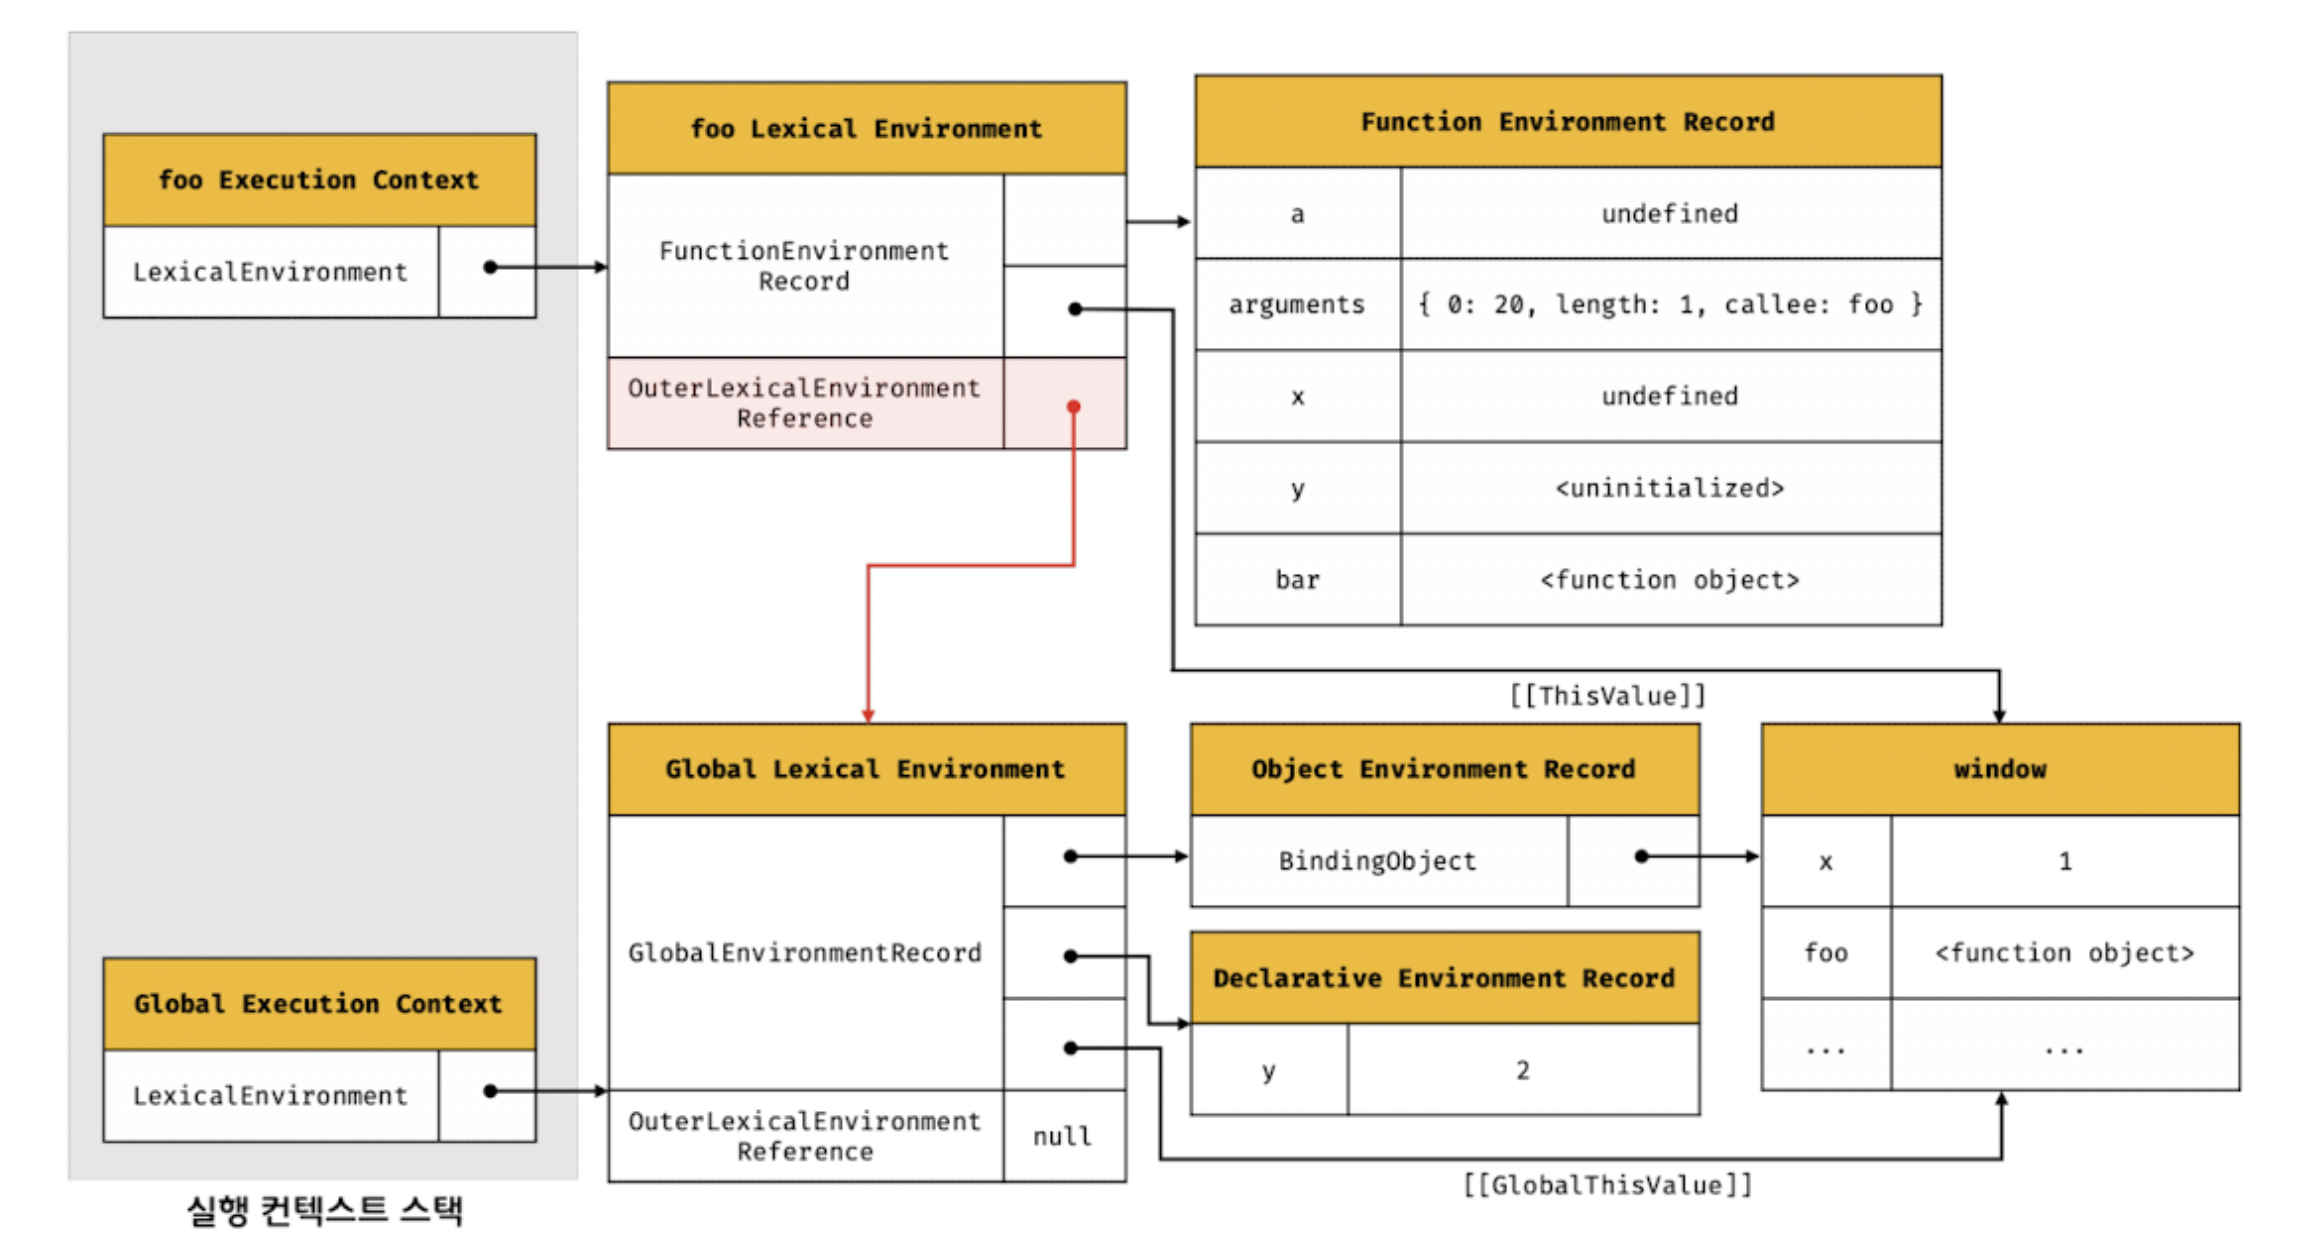 foo Execution Context
LexicalEnvironment
foo Lexical Environment
FunctionEnvironment
Record
OuterLexicalEnvironment
Reference
Function Environment Record
a undefined
arguments { 0: 20, length: 1, callee: foo }
x undefined
y <uninitialized>
bar <function object>
[[ThisValue]]
Global Execution Context
LexicalEnvironment
Global Lexical Environment
GlobalEnvironmentRecord
OuterLexicalEnvironment
Reference
null
Object Environment Record
BindingObject
Declarative Environment Record
y 2
window
x 1
foo <function object>
... ...
[[GlobalThisValue]]
실행 컨텍스트 스택